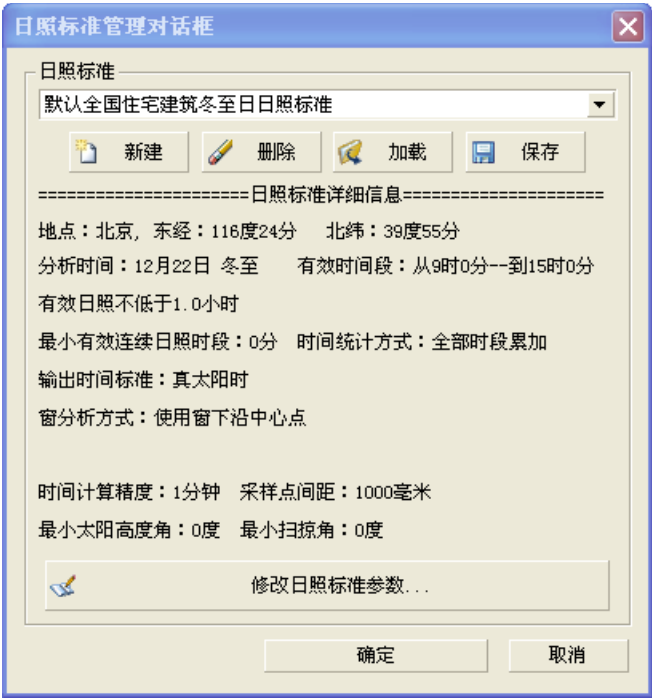 日照标准管理对话框
日照标准
默认全国住宅建筑冬至日日照标准
新建 删除 加载 保存
======================日照标准详细信息=====================
地点：北京, 东经：116度24分 北纬：39度55分
分析时间：12月22日 冬至 有效时间段：从9时0分--到15时0分
有效日照不低于1.0小时
最小有效连续日照时段：0分 时间统计方式：全部时段累加
输出时间标准：真太阳时
窗分析方式：使用窗下沿中心点
时间计算精度：1分钟 采样点间距：1000毫米
最小太阳高度角：0度 最小扫掠角：0度
修改日照标准参数...
确定 取消